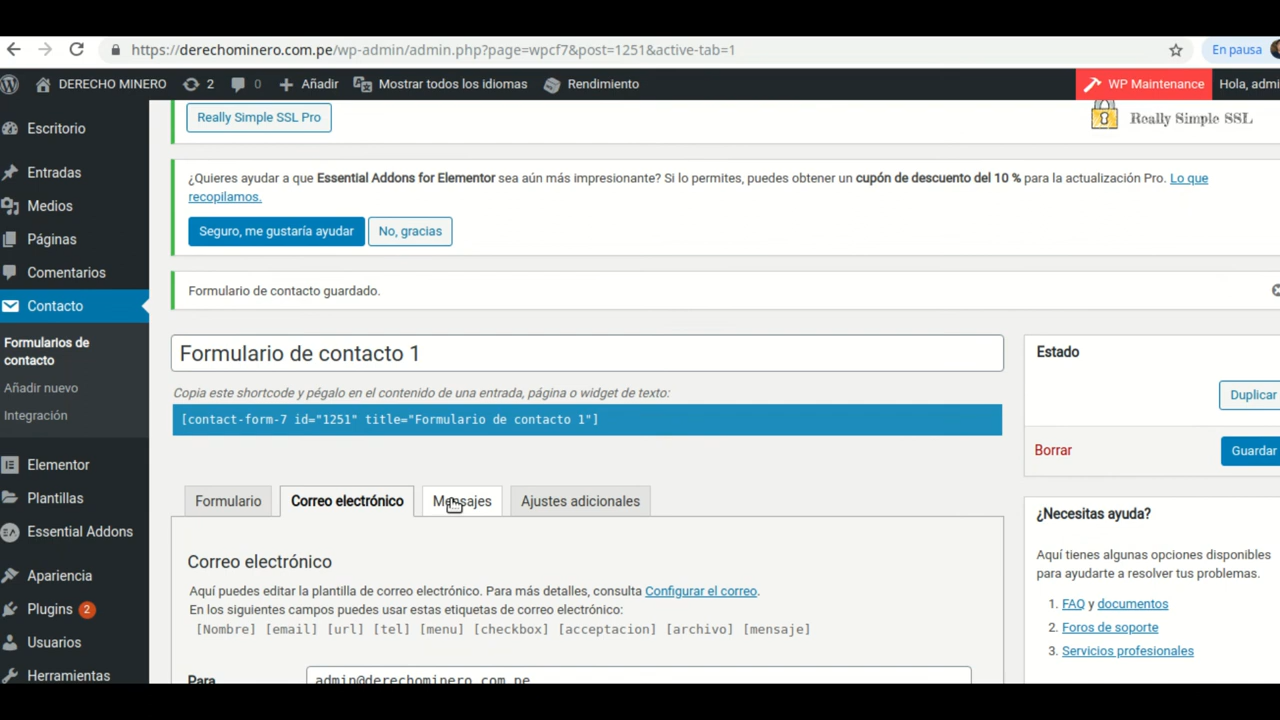 https://derechominero.com.pe/wp-admin/admin.php?page=wpcf7&post=1251&active-tab=1
En pausa
DERECHO MINERO
2
0
Añadir
Mostrar todos los idiomas
Rendimiento
WP Maintenance
Hola, admi
Escritorio
Entradas
Medios
Páginas
Comentarios
Contacto
Formularios de
contacto
Añadir nuevo
Integración
Elementor
Plantillas
Essential Addons
Apariencia
Plugins 2
Usuarios
Herramientas
Really Simple SSL Pro
Really Simple SSL
¿Quieres ayudar a que Essential Addons for Elementor sea aún más impresionante? Si lo permites, puedes obtener un cupón de descuento del 10 % para la actualización Pro. Lo que
recopilamos.
Seguro, me gustaría ayudar
No, gracias
Formulario de contacto guardado.
Formulario de contacto 1
Copia este shortcode y pégalo en el contenido de una entrada, página o widget de texto:
[contact-form-7 id="1251" title="Formulario de contacto 1"]
Formulario
Correo electrónico
Mensajes
Ajustes adicionales
Correo electrónico
Aquí puedes editar la plantilla de correo electrónico. Para más detalles, consulta Configurar el correo.
En los siguientes campos puedes usar estas etiquetas de correo electrónico:
[Nombre] [email] [url] [tel] [menu] [checkbox] [acceptacion] [archivo] [mensaje]
Para
admin@derechominero.com.pe
Estado
Duplicar
Borrar
Guardar
¿Necesitas ayuda?
Aquí tienes algunas opciones disponibles
para ayudarte a resolver tus problemas.
1. FAQ y documentos
2. Foros de soporte
3. Servicios profesionales